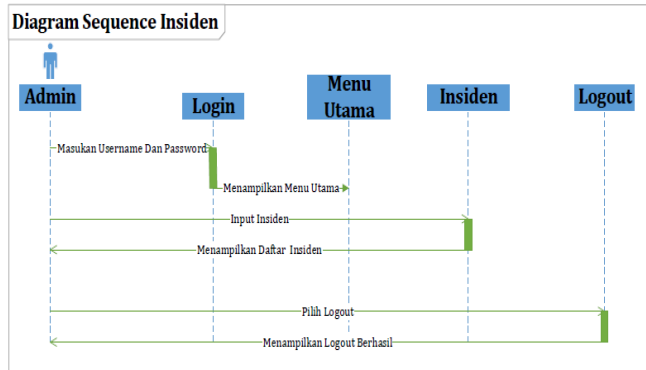 Diagram Sequence Insiden
Admin
Login
Menu
Utama
Insiden
Logout
Masukan Username Dan Password
Menampilkan Menu Utama
Input Insiden
Menampilkan Daftar Insiden
Pilih Logout
Menampilkan Logout Berhasil